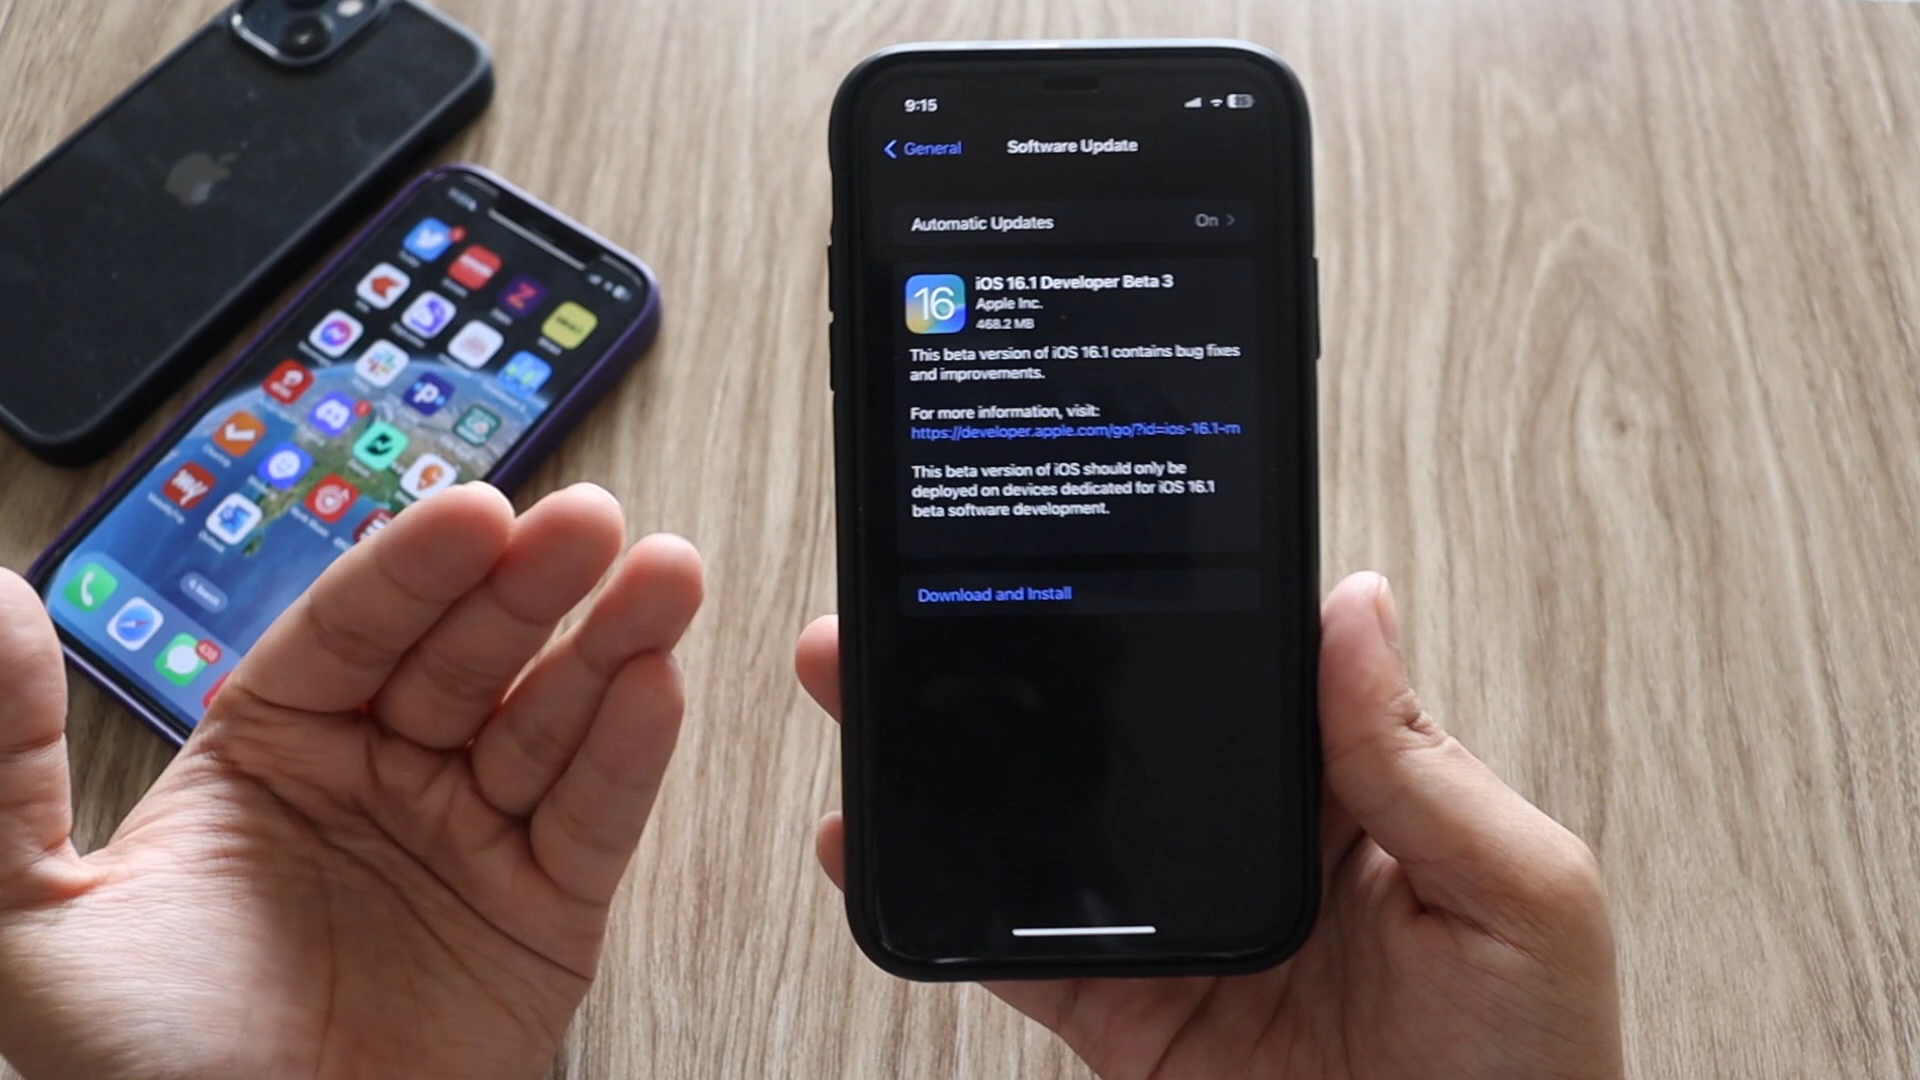 9:15
General
Software Update
Automatic Updates
On
16
iOS 16.1 Developer Beta 3
Apple Inc.
468.2 MB
This beta version of iOS 16.1 contains bug fixes
and improvements.
For more information, visit:
https://developer.apple.com/go/?id=ios-16.1-rn
This beta version of iOS should only be
deployed on devices dedicated for iOS 16.1
beta software development.
Download and Install